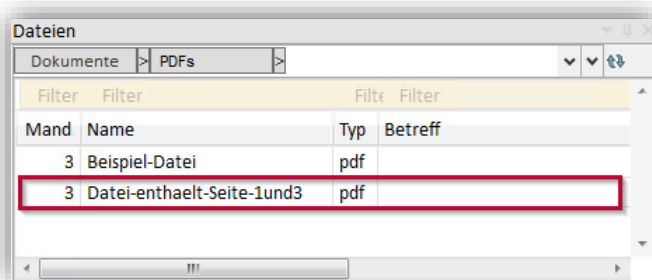 Dateien
Dokumente > PDFs >
Filter Filter Filte Filter
Mand Name Typ Betreff
3 Beispiel-Datei pdf
3 Datei-enthaelt-Seite-1und3 pdf